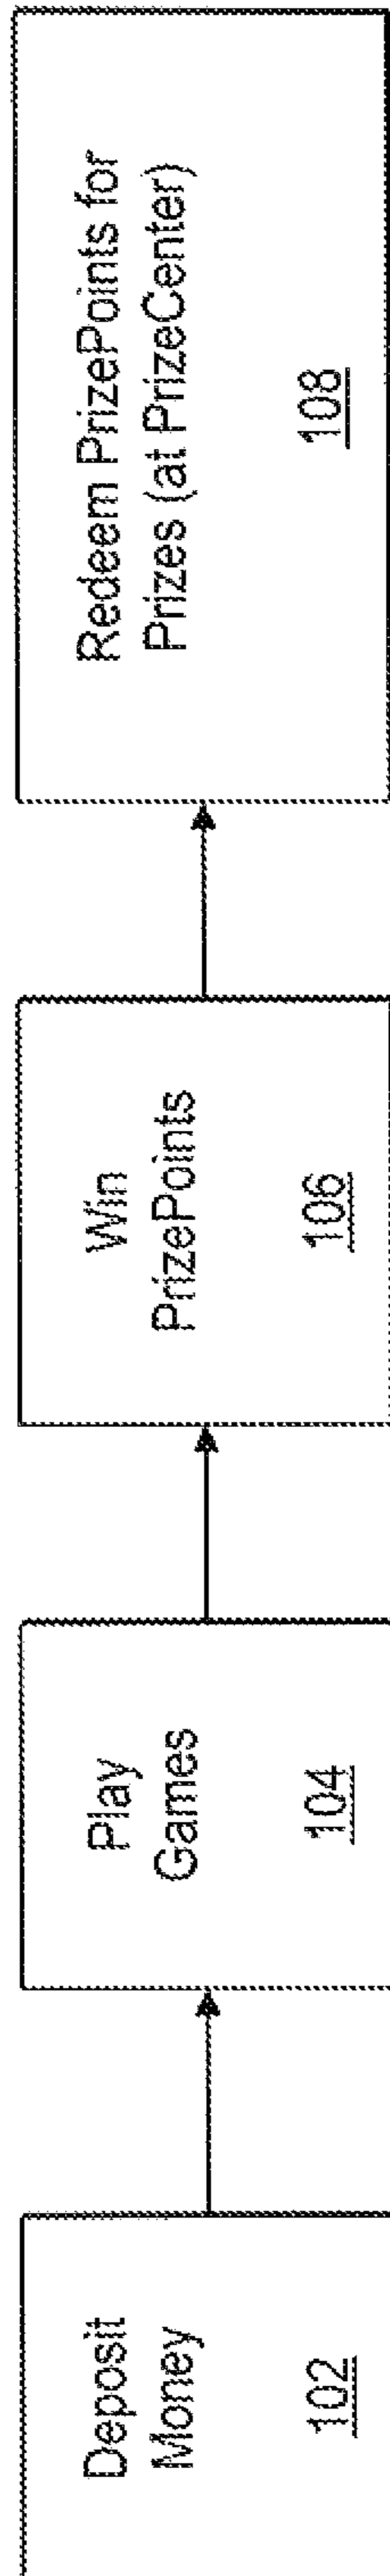 Deposit
Money
102
Play
Games
104
Win
PrizePoints
106
Redeem PrizePoints for
Prizes (at PrizeCenter)
108